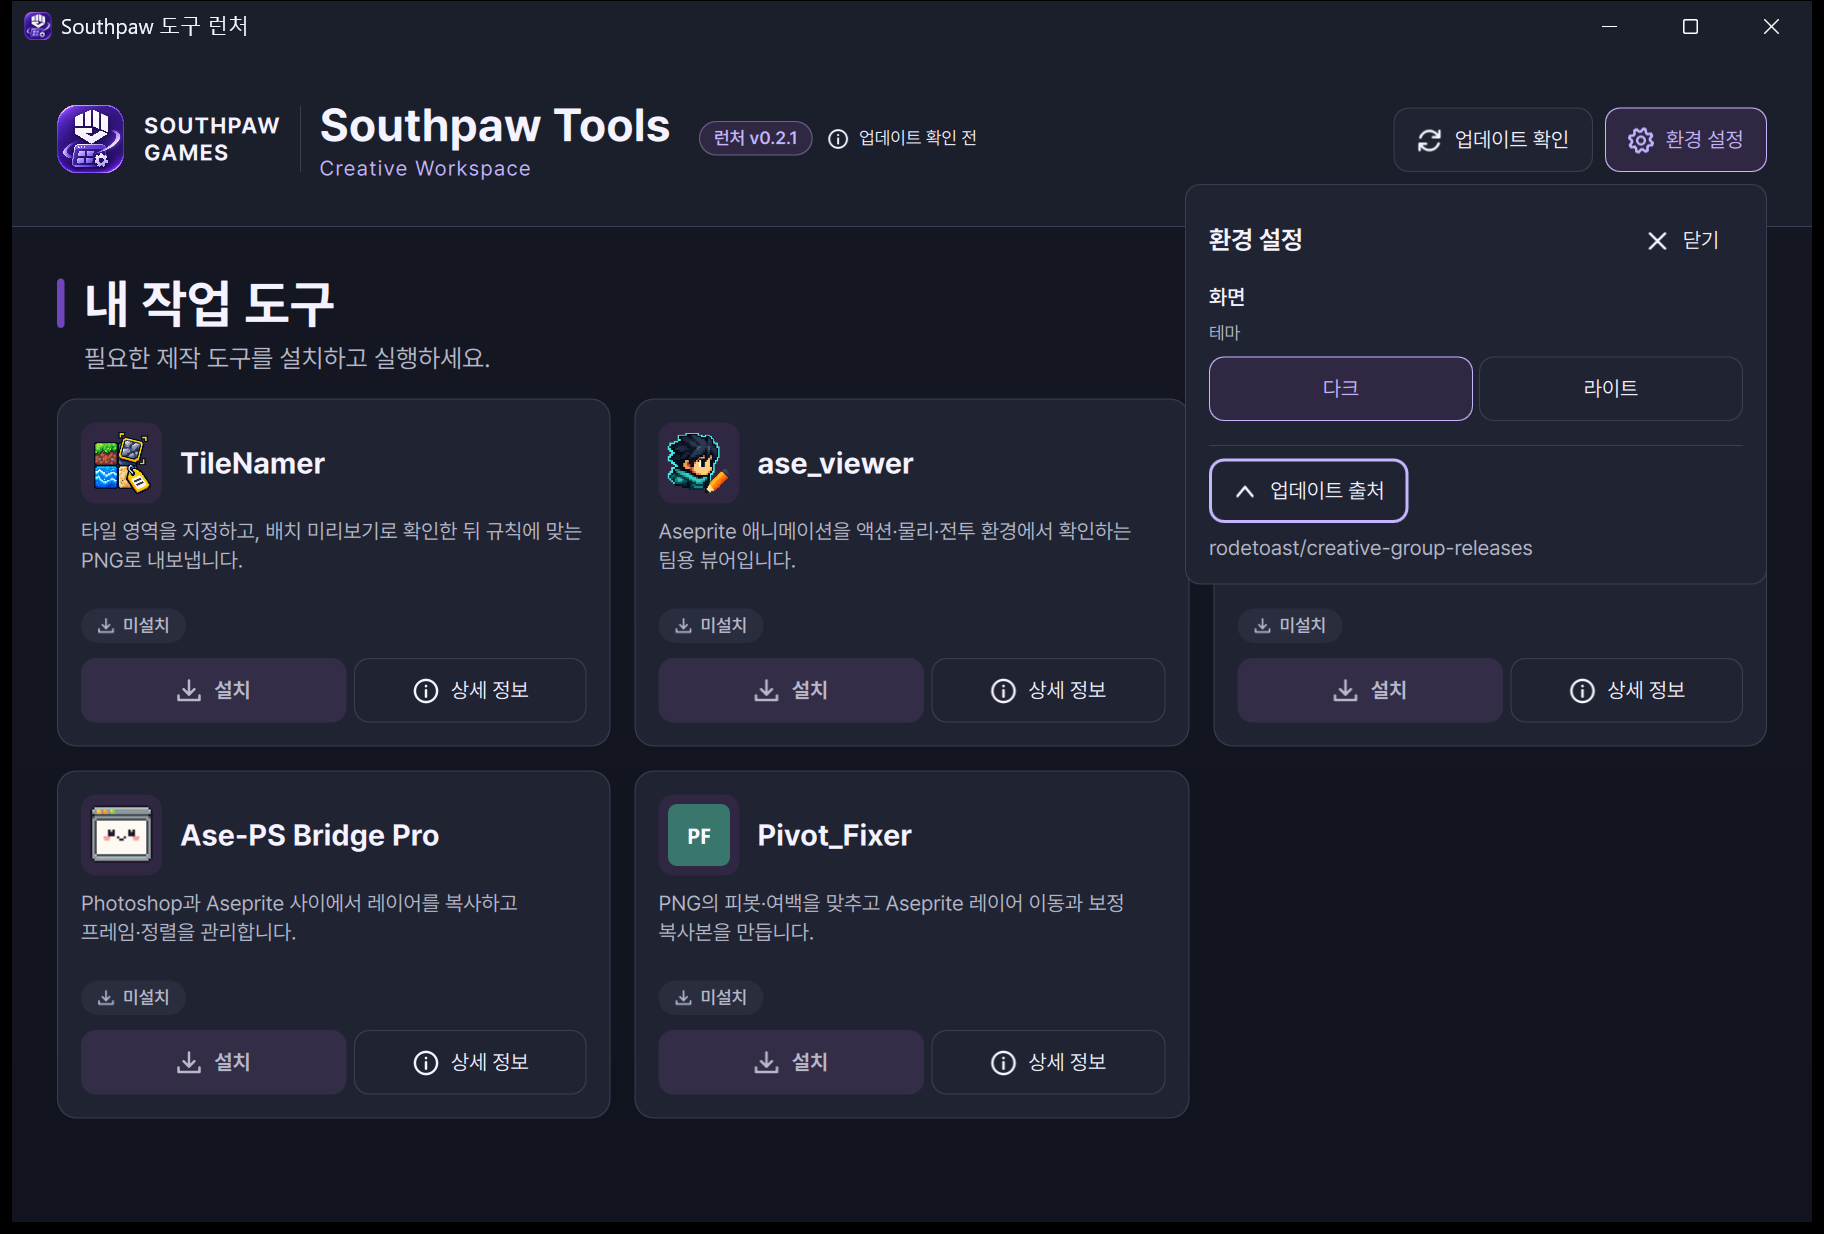 Southpaw 도구 런처
SOUTHPAW
GAMES
Southpaw Tools
Creative Workspace
런처 v0.2.1
업데이트 확인 전
업데이트 확인
환경 설정
환경 설정
닫기
화면
테마
다크
라이트
업데이트 출처
rodetoast/creative-group-releases
내 작업 도구
필요한 제작 도구를 설치하고 실행하세요.
TileNamer
타일 영역을 지정하고, 배치 미리보기로 확인한 뒤 규칙에 맞는
PNG로 내보냅니다.
미설치
설치
상세 정보
ase_viewer
Aseprite 애니메이션을 액션·물리·전투 환경에서 확인하는
팀용 뷰어입니다.
미설치
설치
상세 정보
미설치
설치
상세 정보
Ase-PS Bridge Pro
Photoshop과 Aseprite 사이에서 레이어를 복사하고
프레임·정렬을 관리합니다.
미설치
설치
상세 정보
PF
Pivot_Fixer
PNG의 피봇·여백을 맞추고 Aseprite 레이어 이동과 보정
복사본을 만듭니다.
미설치
설치
상세 정보